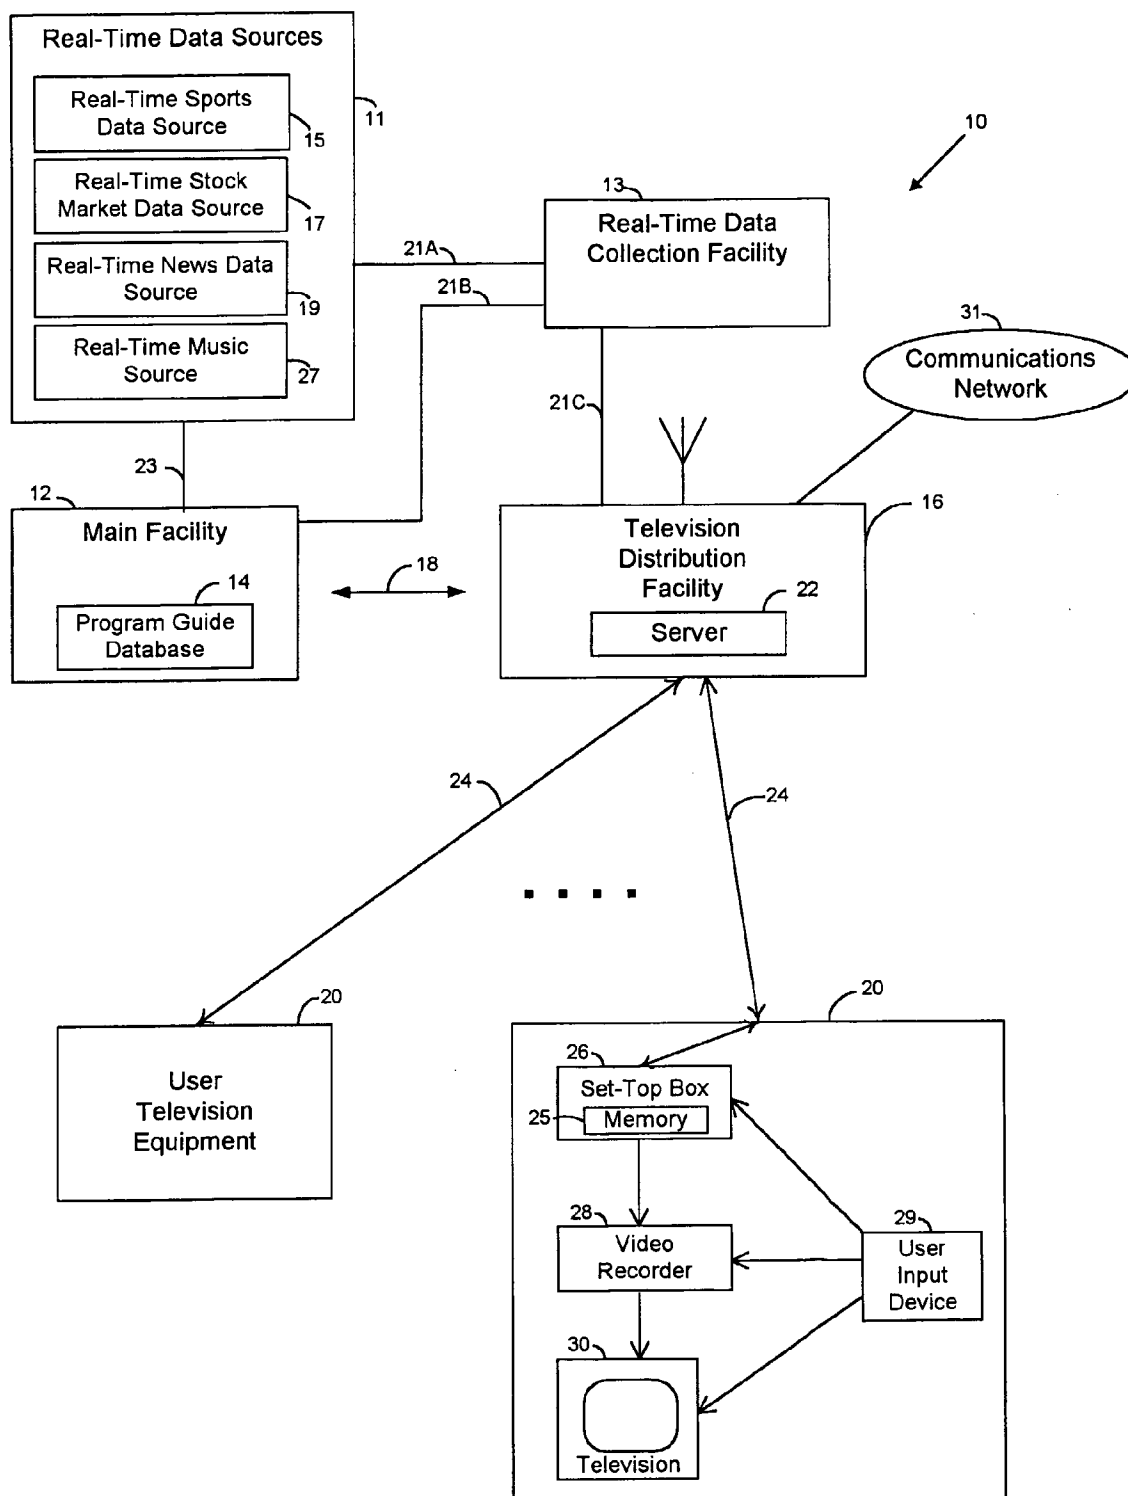 Real-Time Data Sources
Real-Time Sports
Data Source
15
11
Real-Time Stock
Market Data Source
17
Real-Time News Data
Source
19
Real-Time Music
Source
27
10
13
Real-Time Data
Collection Facility
21A
21B
21C
31
Communications
Network
23
12
Main Facility
14
Program Guide
Database
18
16
Television
Distribution
Facility
22
Server
24
24
20
User
Television
Equipment
20
26
Set-Top Box
25
Memory
28
Video
Recorder
29
User
Input
Device
30
Television